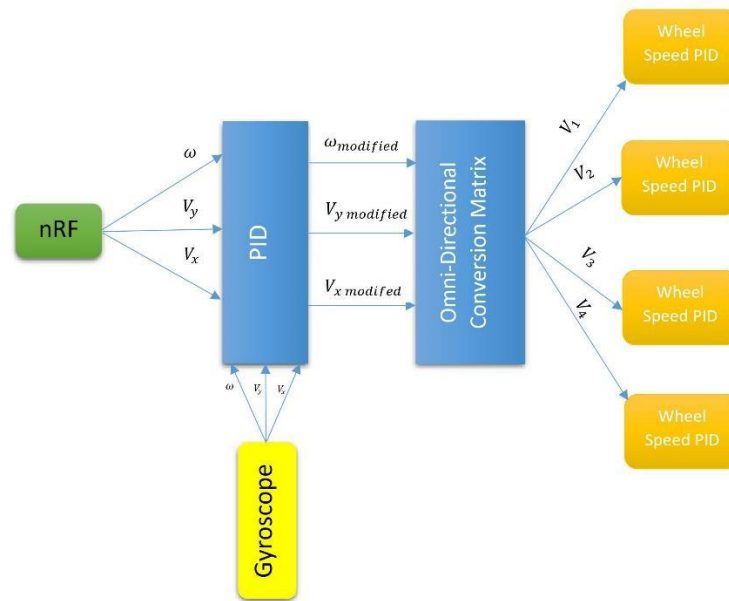 nRF
ω
V_y
V_x
PID
ω_modified
V_y modified
V_x modifed
Omni-Directional
Conversion Matrix
V_1
V_2
V_3
V_4
Wheel
Speed PID
Wheel
Speed PID
Wheel
Speed PID
Wheel
Speed PID
ω
V_y
V_x
Gyroscope